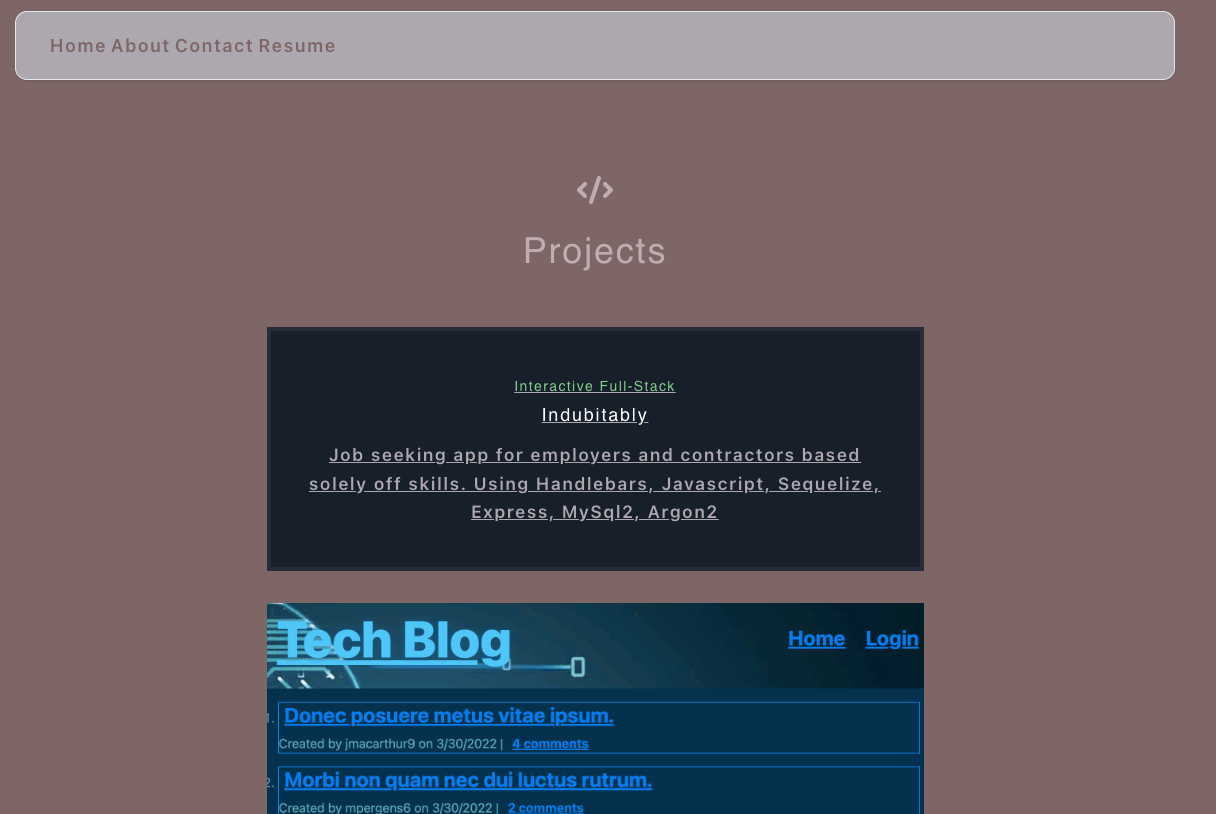 Home About Contact Resume
</>
Projects
Interactive Full-Stack
Indubitably
Job seeking app for employers and contractors based
solely off skills. Using Handlebars, Javascript, Sequelize,
Express, MySql2, Argon2
Tech Blog Home Login
1. Donec posuere metus vitae ipsum.
Created by jmacarthur9 on 3/30/2022 | 4 comments
2. Morbi non quam nec dui luctus rutrum.
Created by mpergens6 on 3/30/2022 | 2 comments